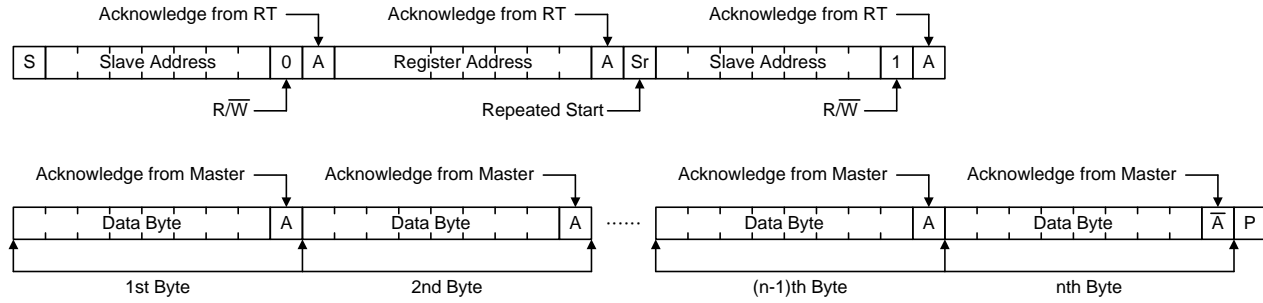 Acknowledge from RT Acknowledge from RT Acknowledge from RT
S Slave Address 0 A Register Address A Sr Slave Address 1 A
R/W̅ Repeated Start R/W̅
Acknowledge from Master Acknowledge from Master Acknowledge from Master Acknowledge from Master
Data Byte A Data Byte A ...... Data Byte A Data Byte A̅ P
1st Byte 2nd Byte (n-1)th Byte nth Byte